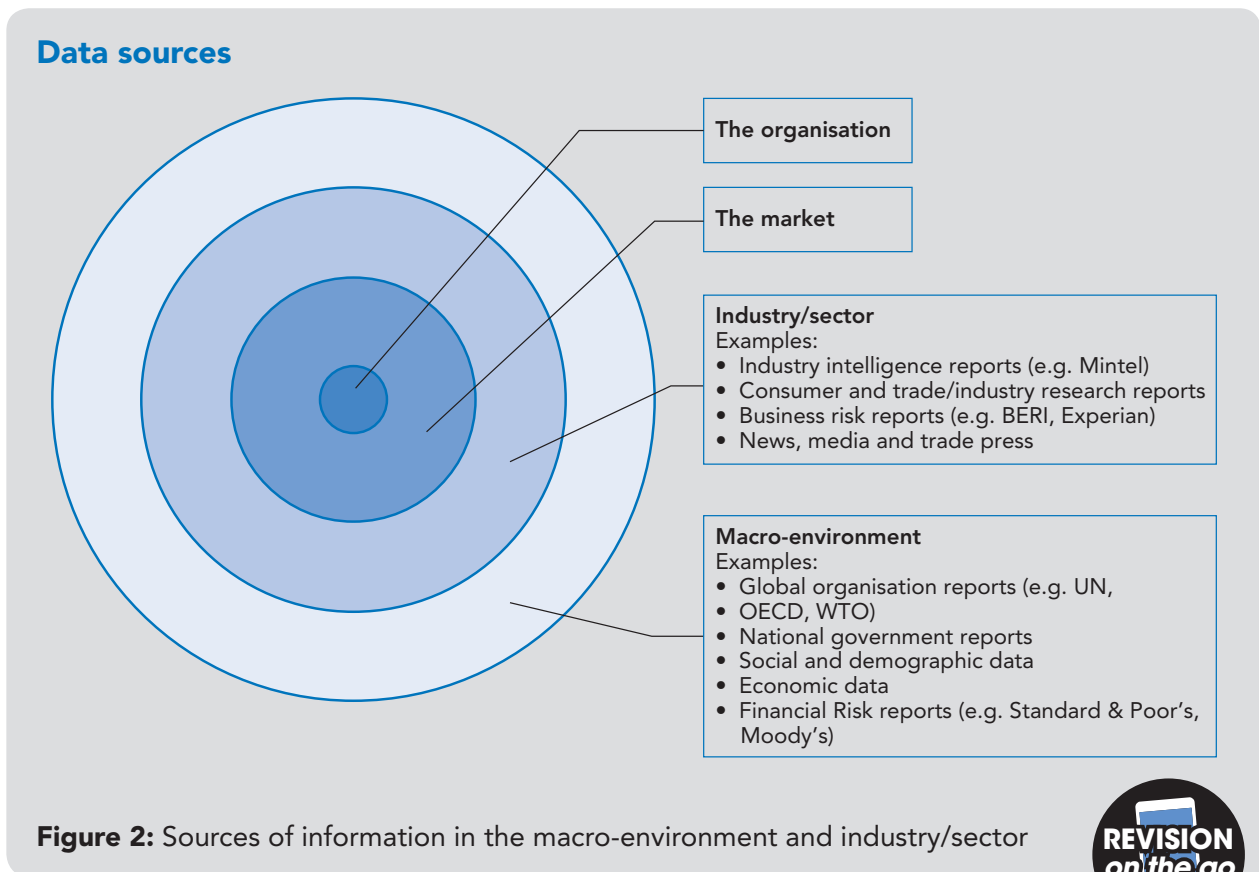 Data sources
The organisation
The market
Industry/sector
Examples:
• Industry intelligence reports (e.g. Mintel)
• Consumer and trade/industry research reports
• Business risk reports (e.g. BERI, Experian)
• News, media and trade press
Macro-environment
Examples:
• Global organisation reports (e.g. UN,
• OECD, WTO)
• National government reports
• Social and demographic data
• Economic data
• Financial Risk reports (e.g. Standard & Poor's,
Moody's)
Figure 2: Sources of information in the macro-environment and industry/sector
REVISION
on the go